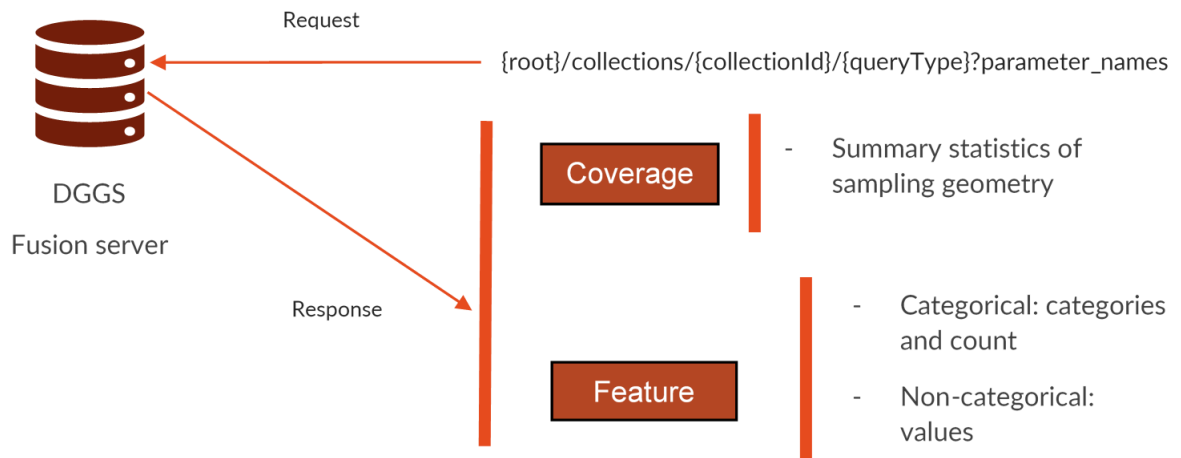 Request
{root}/collections/{collectionId}/{queryType}?parameter_names
DGGS
Fusion server
Response
Coverage
- Summary statistics of
sampling geometry
Feature
- Categorical: categories
and count
- Non-categorical:
values